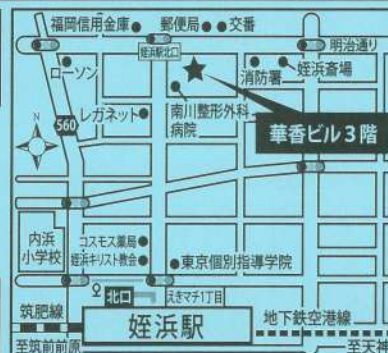 福岡信用金庫
郵便局
交番
姪浜駅北口
明治通り
ローソン
消防署
姪浜斎場
レガネット
南川整形外科
病院
560
N
華香ビル3階
内浜
小学校
コスモス薬局
姪浜キリスト教会
東京個別指導学院
北口
えきマチ1丁目
筑肥線
姪浜駅
地下鉄空港線
至筑前前原
至天神